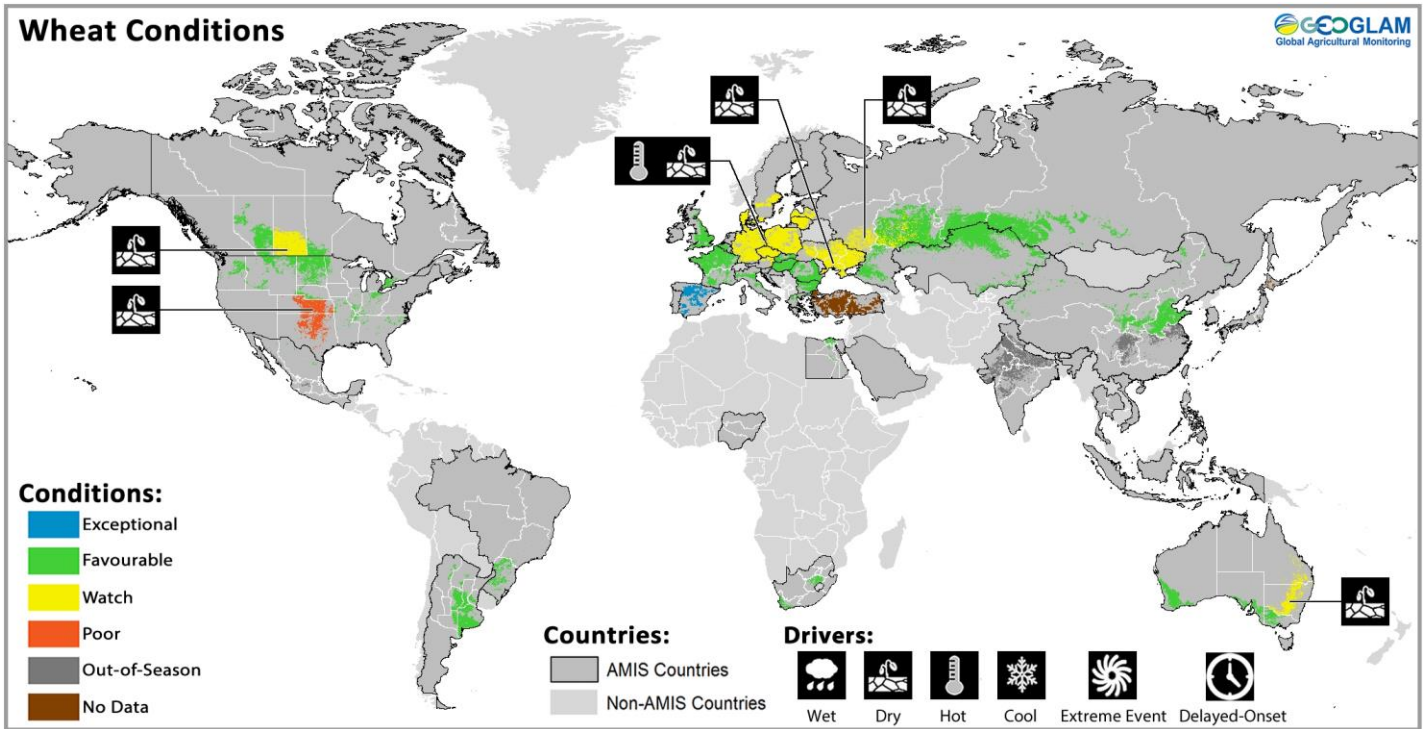 Wheat Conditions
GEOGLAM
Global Agricultural Monitoring
Conditions:
Exceptional
Favourable
Watch
Poor
Out-of-Season
No Data
Countries:
AMIS Countries
Non-AMIS Countries
Drivers:
Wet
Dry
Hot
Cool
Extreme Event
Delayed-Onset